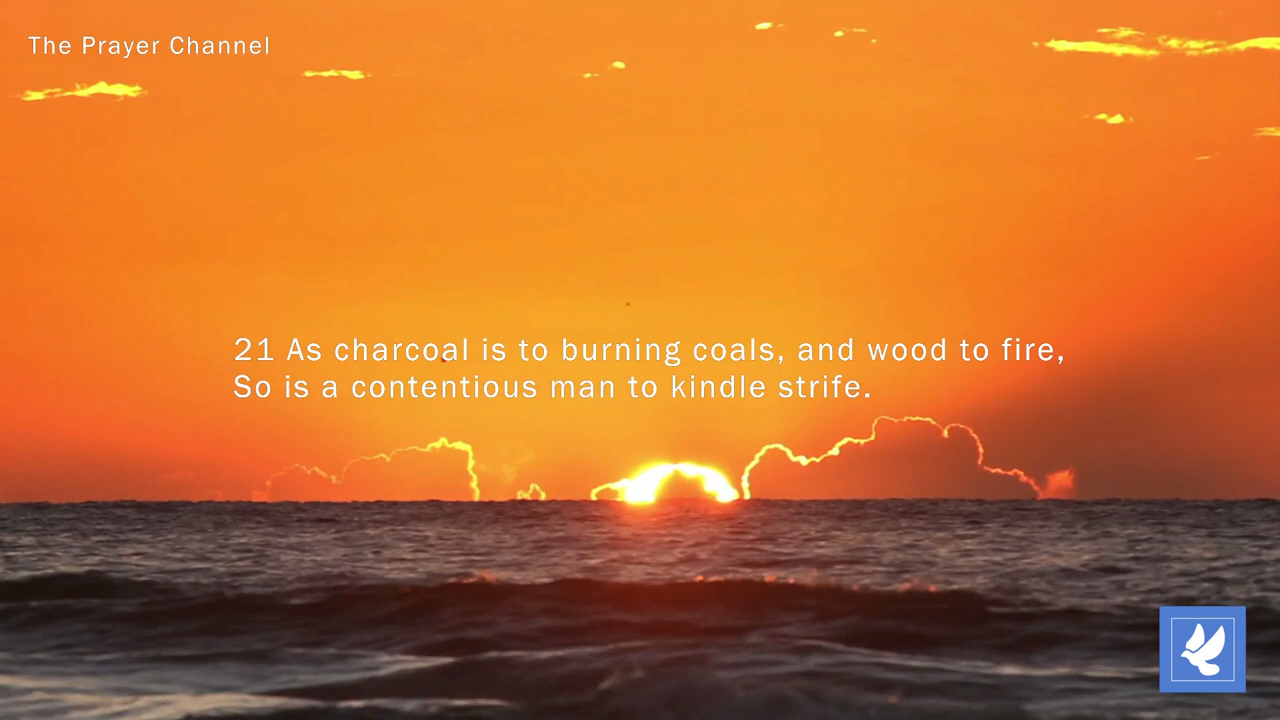 The Prayer Channel
21 As charcoal is to burning coals, and wood to fire,
So is a contentious man to kindle strife.